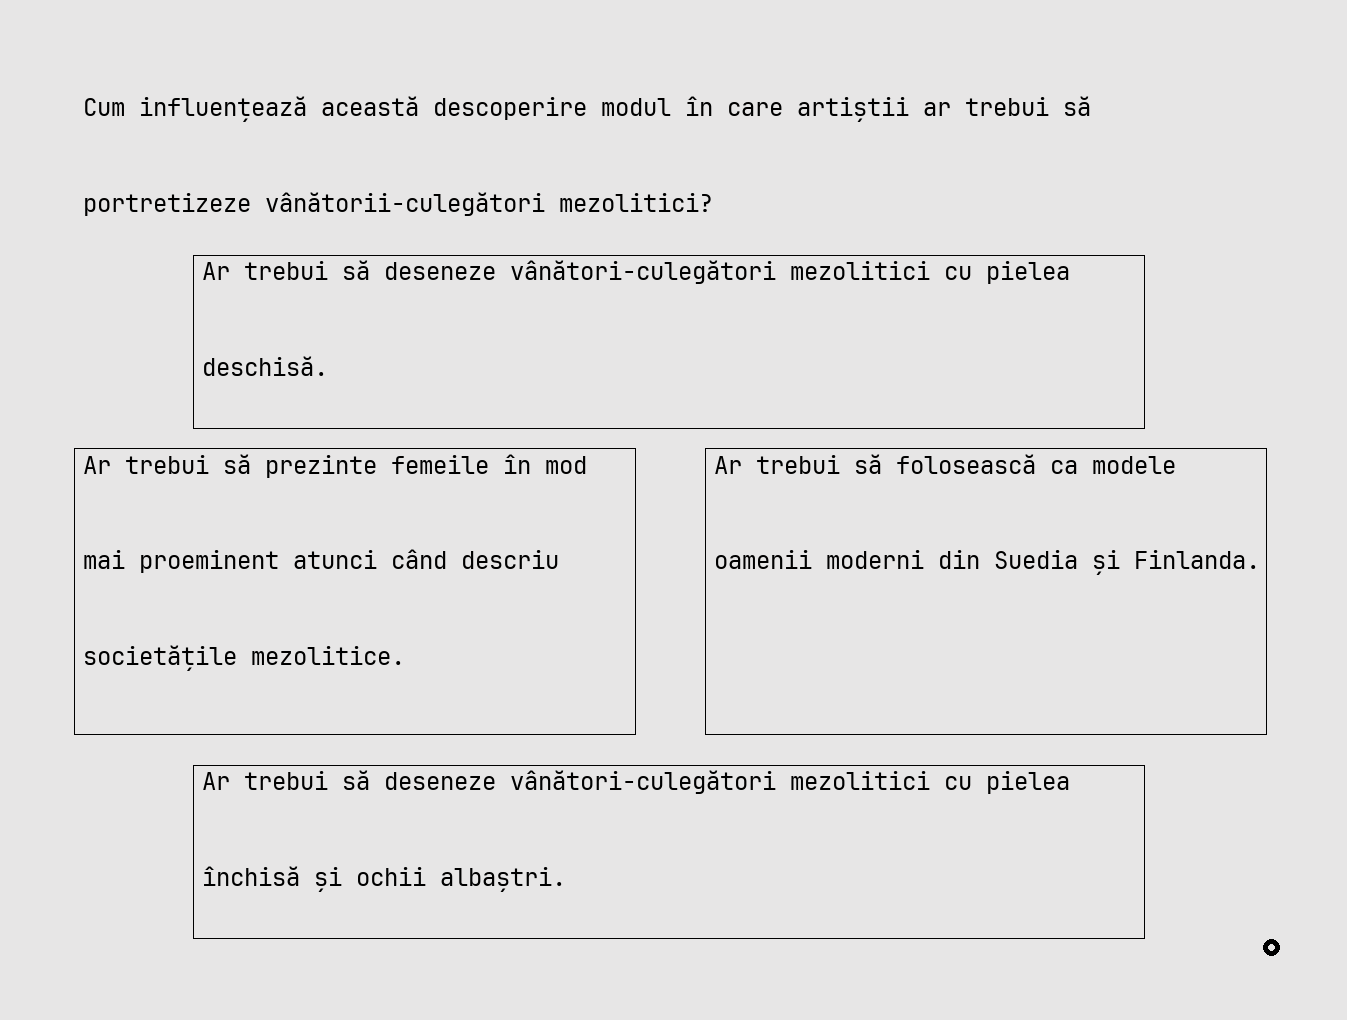 Cum influențează această descoperire modul în care artiștii ar trebui să
portretizeze vânătorii-culegători mezolitici?
Ar trebui să deseneze vânători-culegători mezolitici cu pielea
deschisă.
Ar trebui să prezinte femeile în mod
mai proeminent atunci când descriu
societățile mezolitice.
Ar trebui să folosească ca modele
oamenii moderni din Suedia și Finlanda.
Ar trebui să deseneze vânători-culegători mezolitici cu pielea
închisă și ochii albaștri.